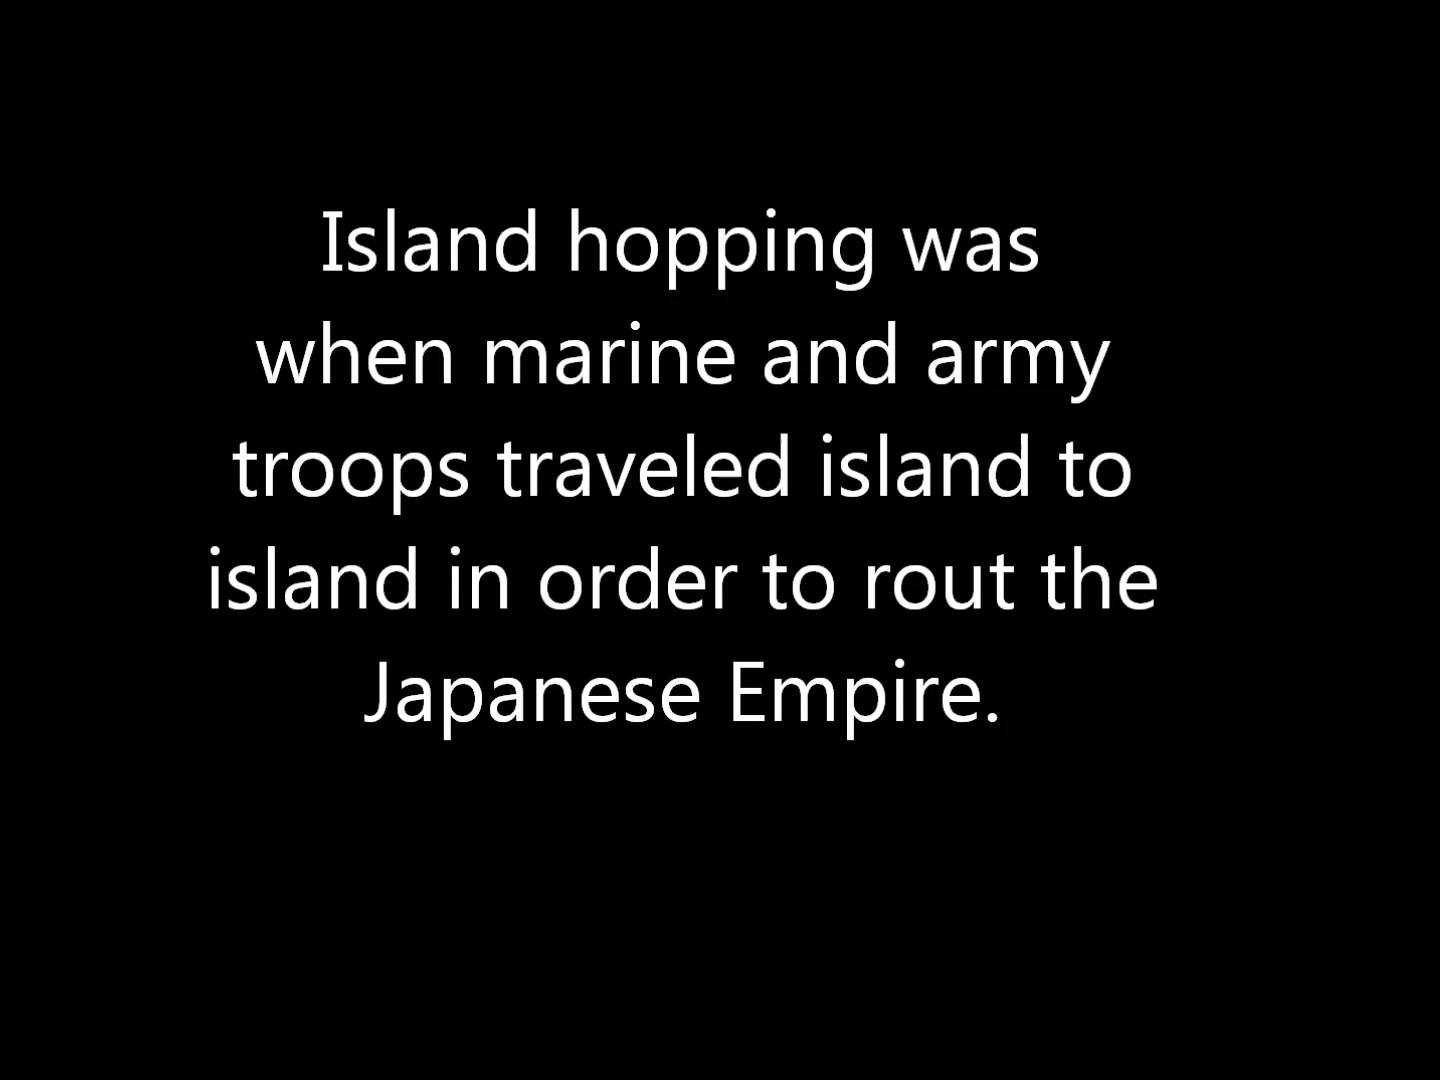 Island hopping was
when marine and army
troops traveled island to
island in order to rout the
Japanese Empire.